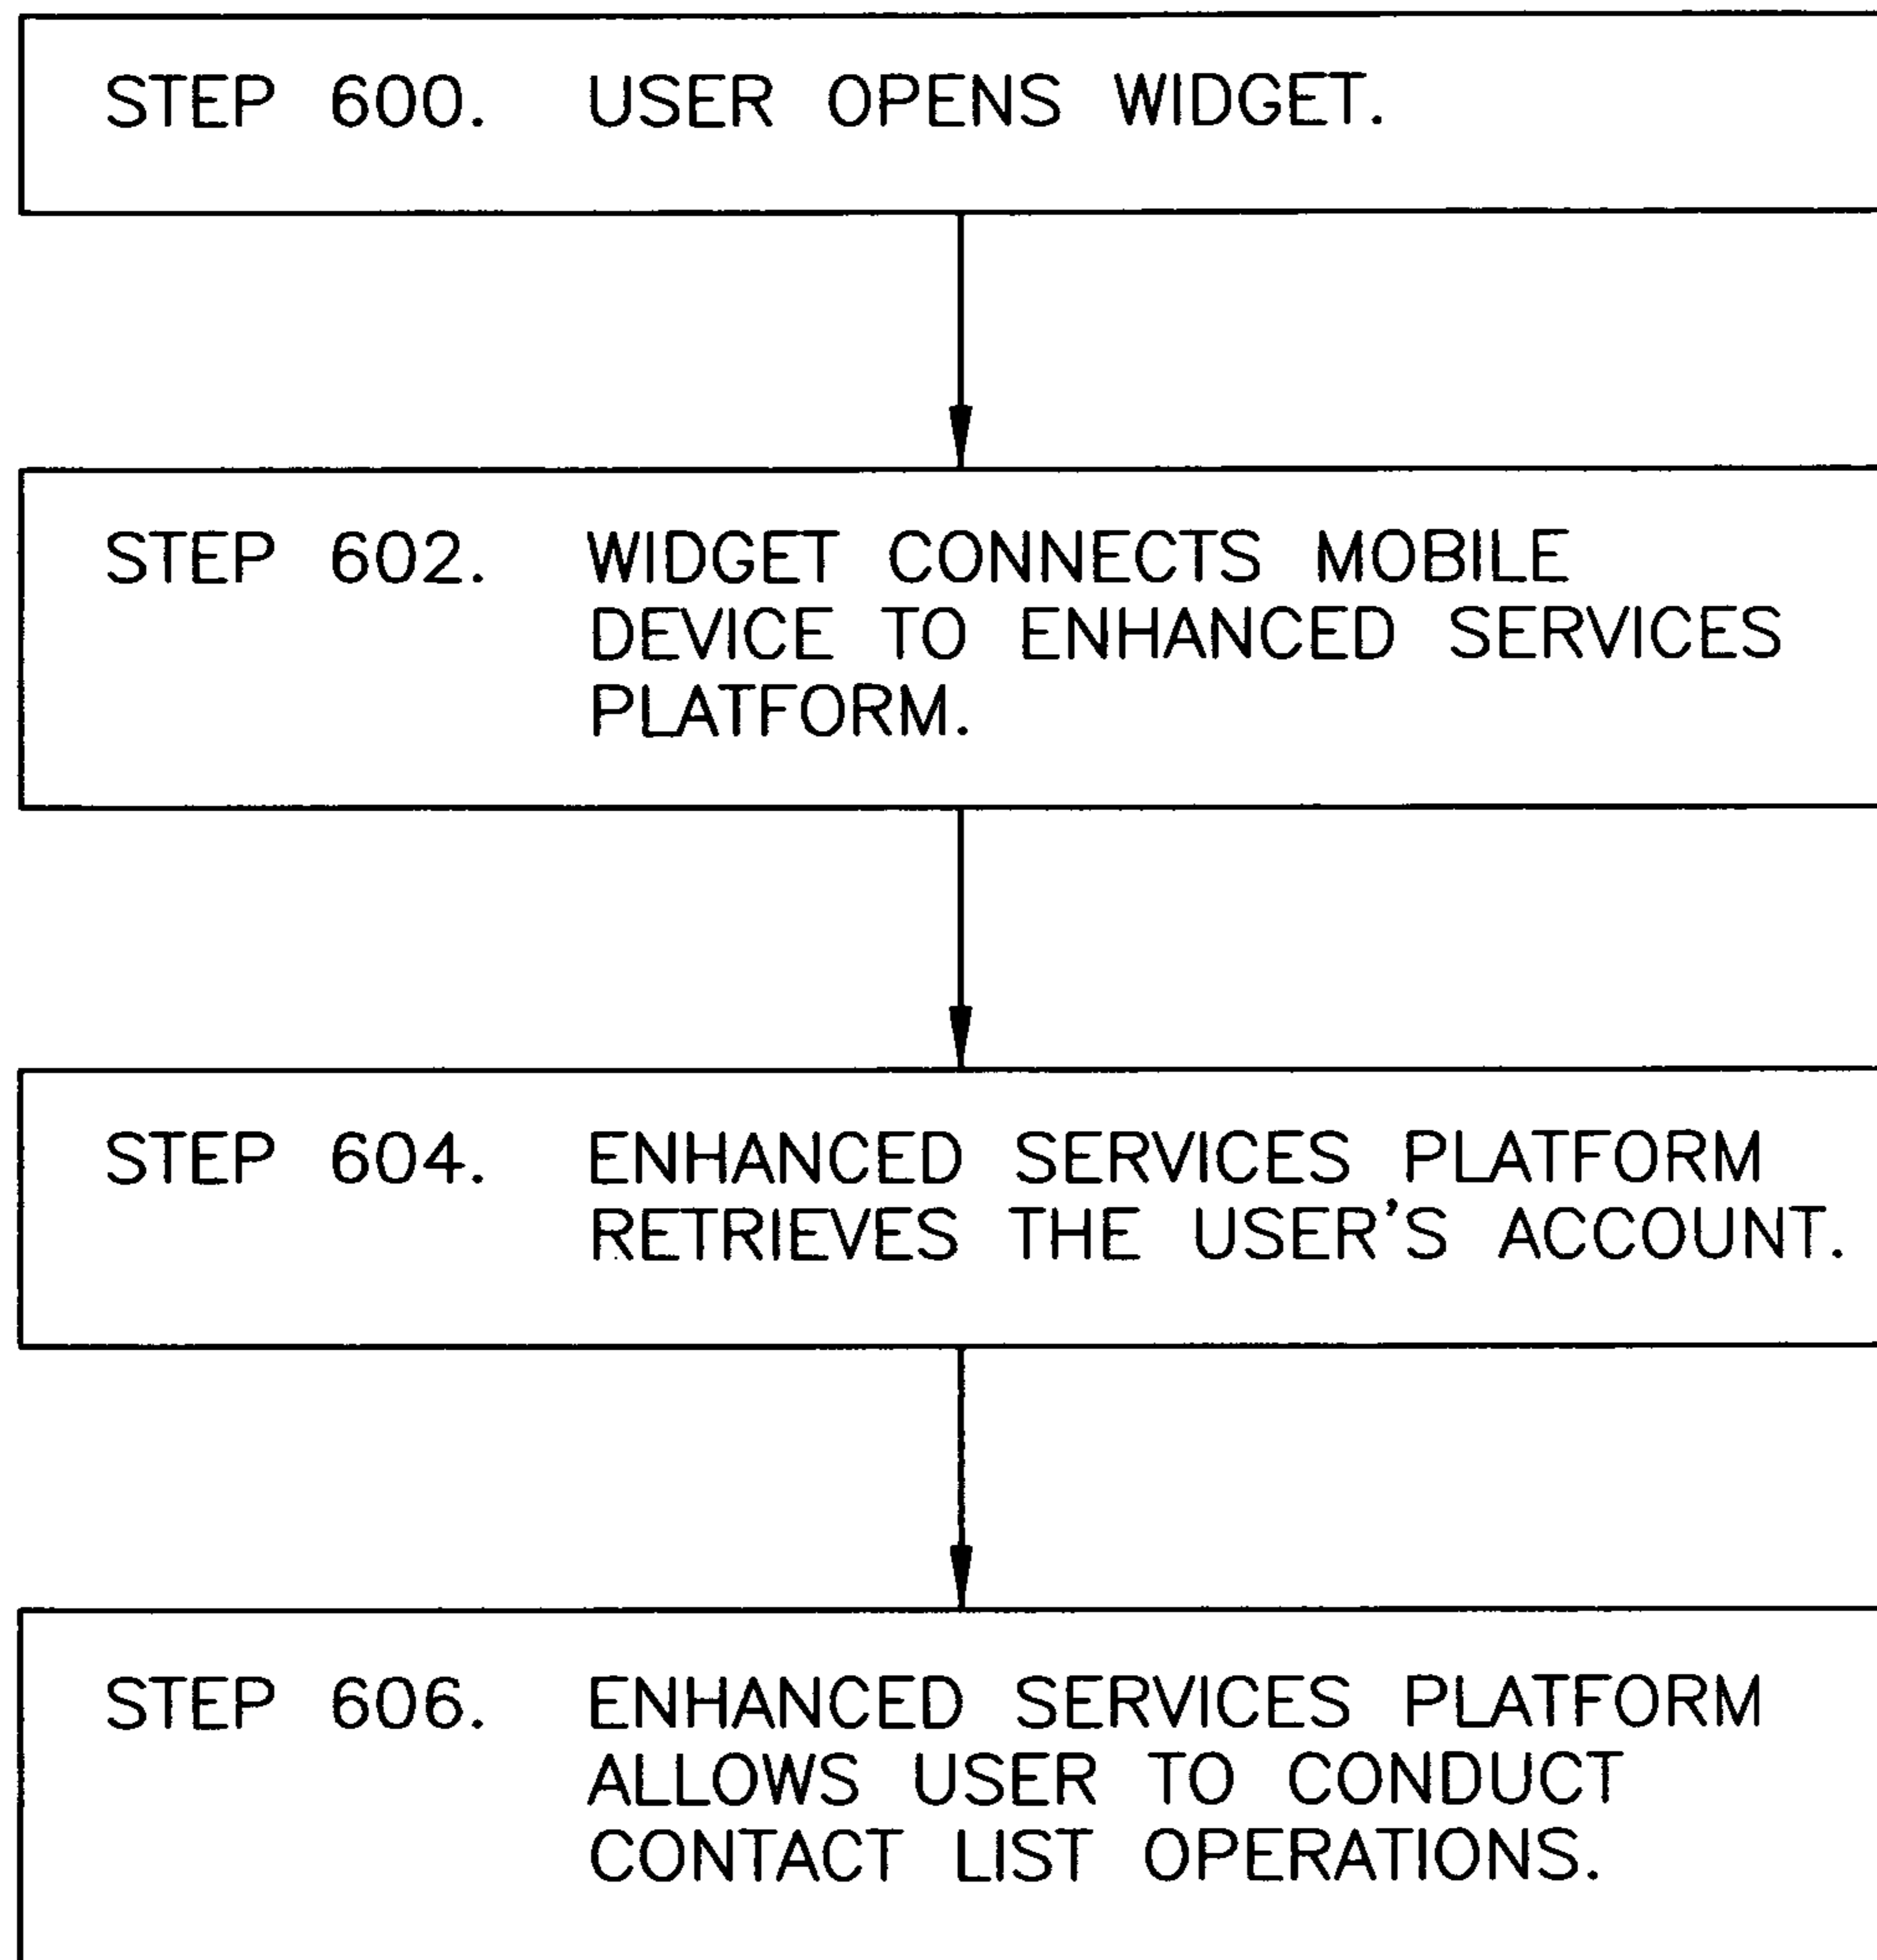 STEP 600. USER OPENS WIDGET.
STEP 602. WIDGET CONNECTS MOBILE
DEVICE TO ENHANCED SERVICES
PLATFORM.
STEP 604. ENHANCED SERVICES PLATFORM
RETRIEVES THE USER'S ACCOUNT.
STEP 606. ENHANCED SERVICES PLATFORM
ALLOWS USER TO CONDUCT
CONTACT LIST OPERATIONS.